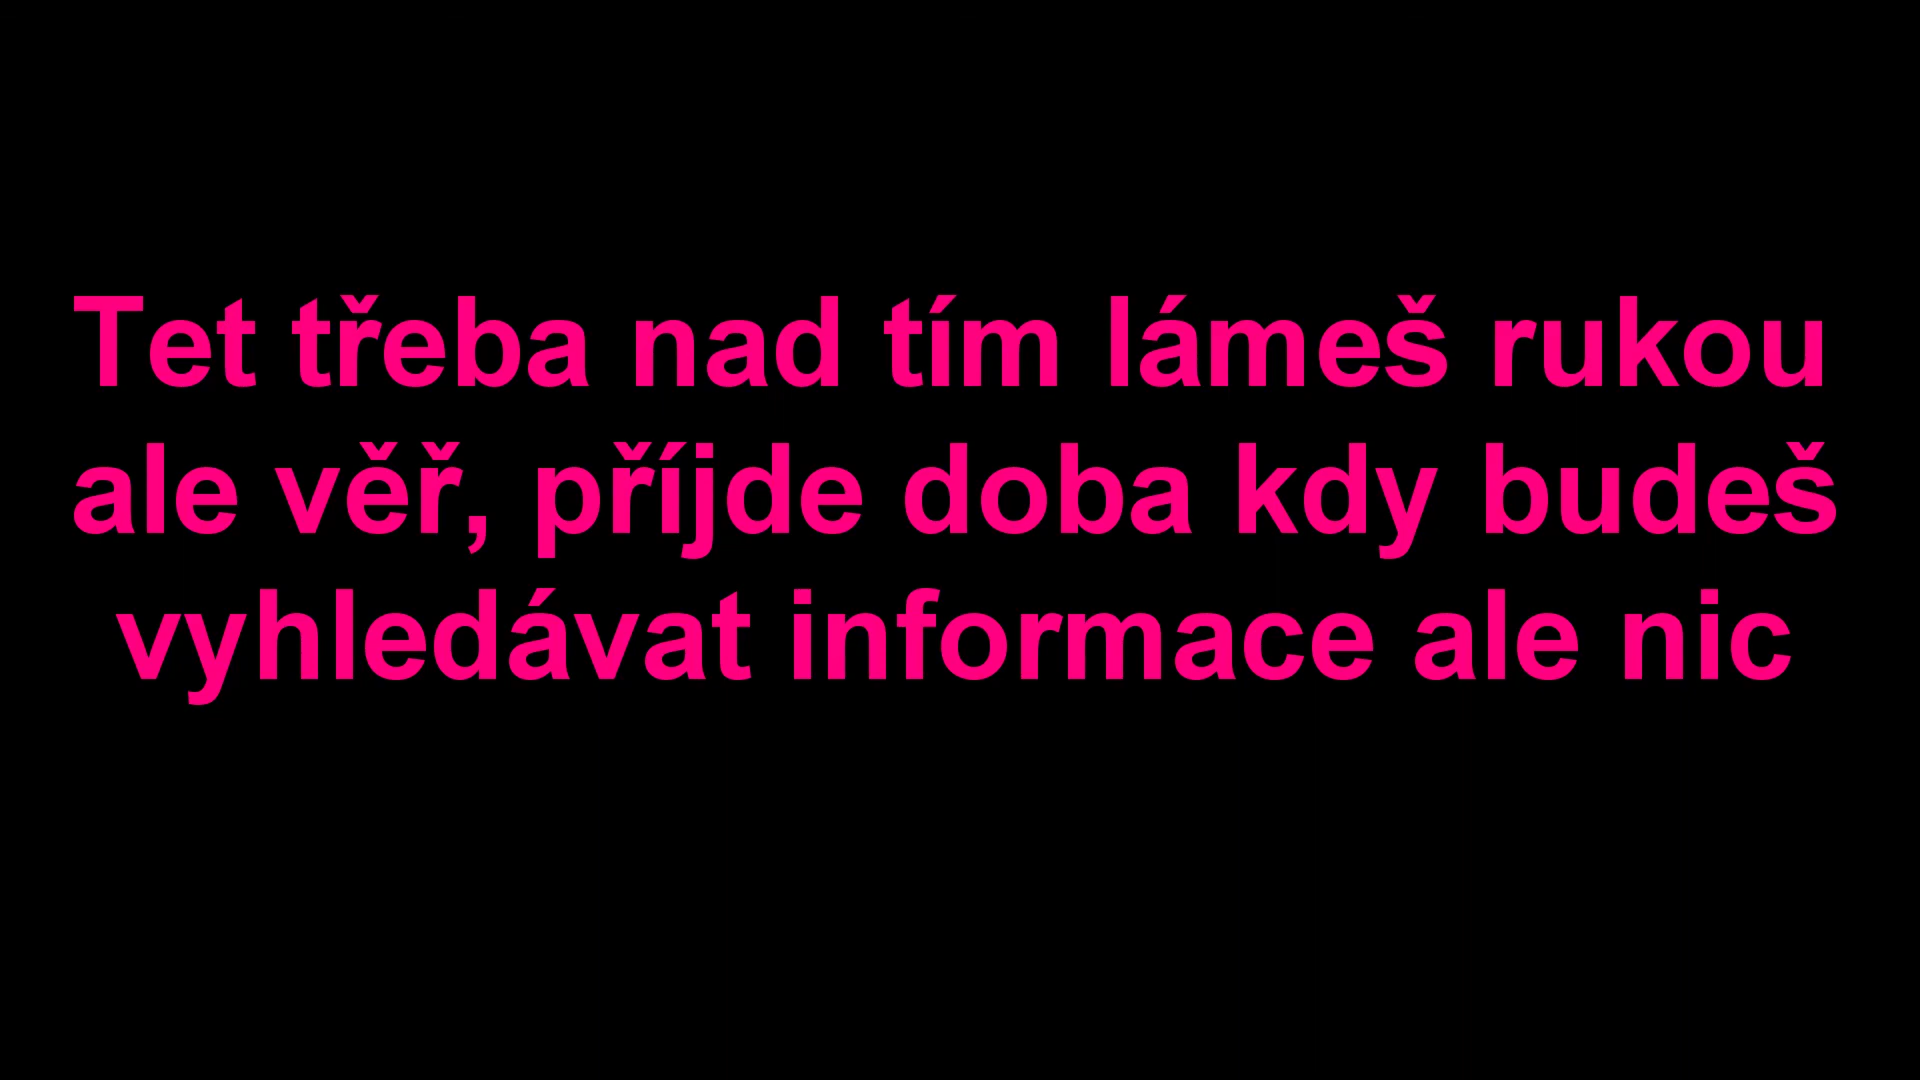 Tet třeba nad tím lámeš rukou
ale věř, příjde doba kdy budeš
vyhledávat informace ale nic